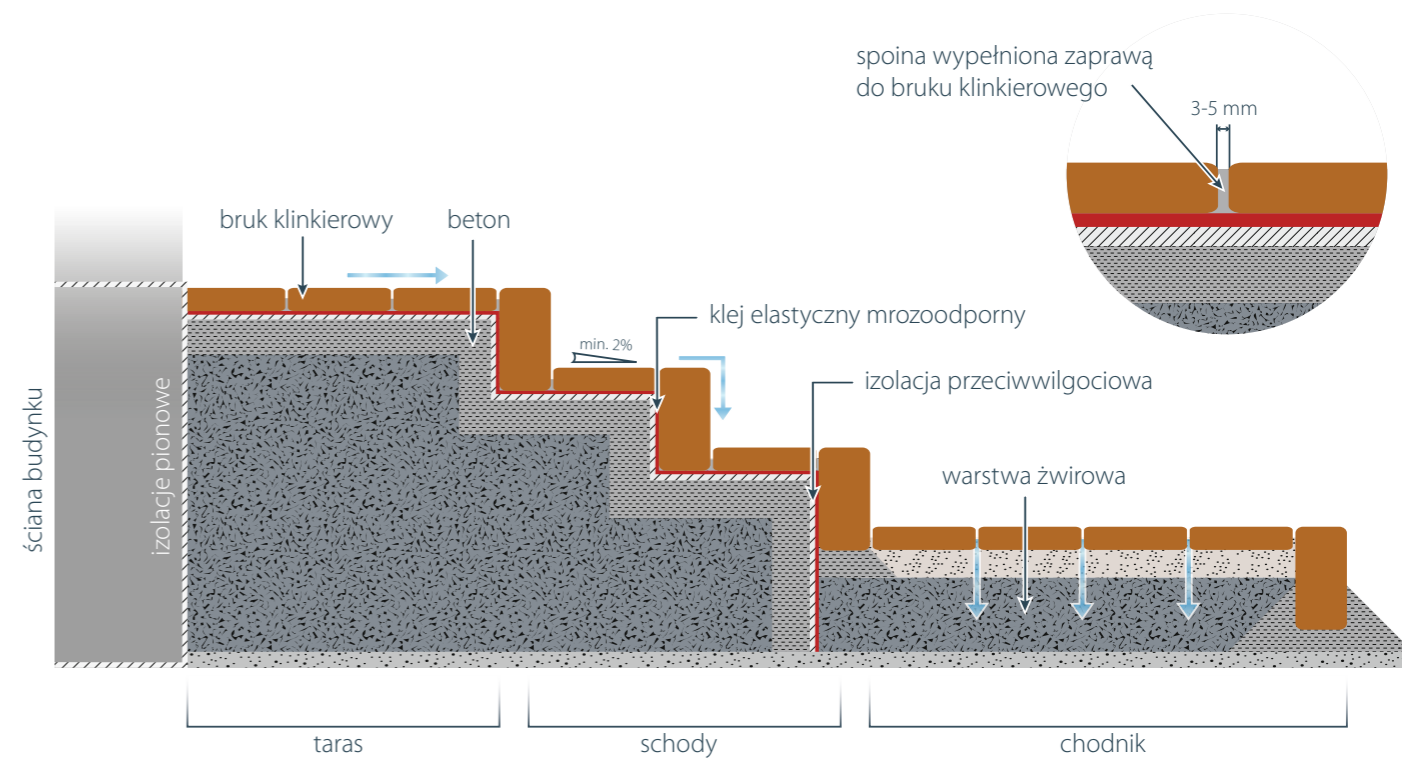 spoina wypełniona zaprawą
do bruku klinkierowego
3-5 mm
bruk klinkierowy
beton
klej elastyczny mrozoodporny
min. 2%
izolacja przeciwwilgociowa
ściana budynku
izolacje pionowe
warstwa żwirowa
taras
schody
chodnik